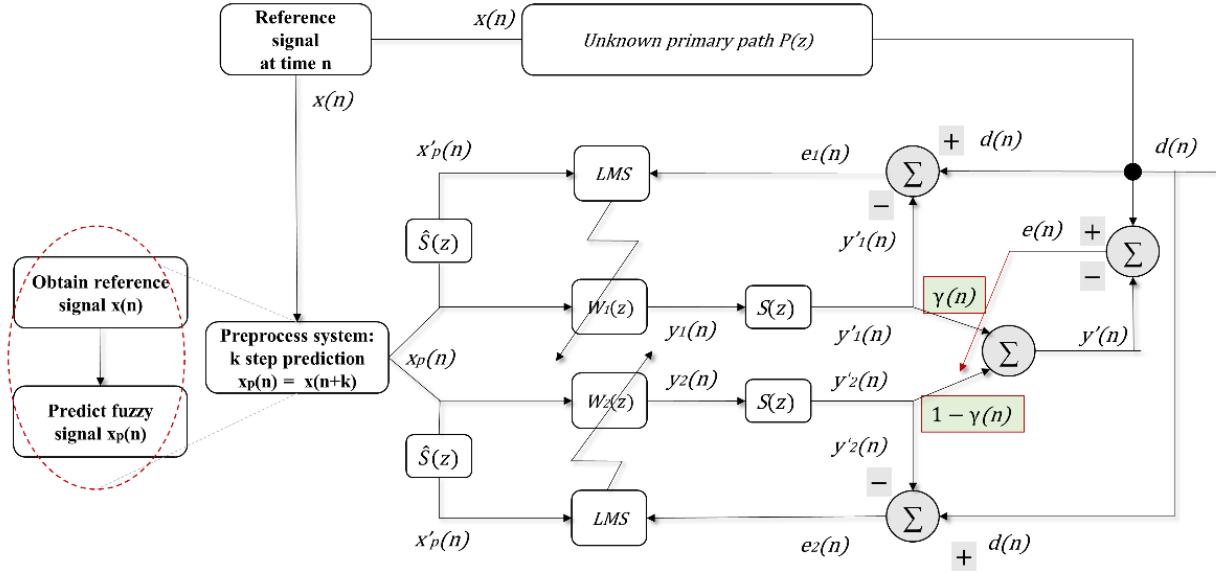 Reference
signal
at time n
x(n)
Unknown primary path P(z)
x(n)
x'p(n)
LMS
e1(n)
+
d(n)
d(n)
∑
−
Ŝ(z)
y'1(n)
e(n)
+
∑
−
Obtain reference
signal x(n)
W1(z)
y1(n)
S(z)
y'1(n)
γ(n)
Preprocess system:
k step prediction
xp(n) = x(n+k)
xp(n)
∑
y'(n)
Predict fuzzy
signal xp(n)
W2(z)
y2(n)
S(z)
y'2(n)
1 − γ(n)
Ŝ(z)
y'2(n)
−
LMS
∑
x'p(n)
e2(n)
+
d(n)